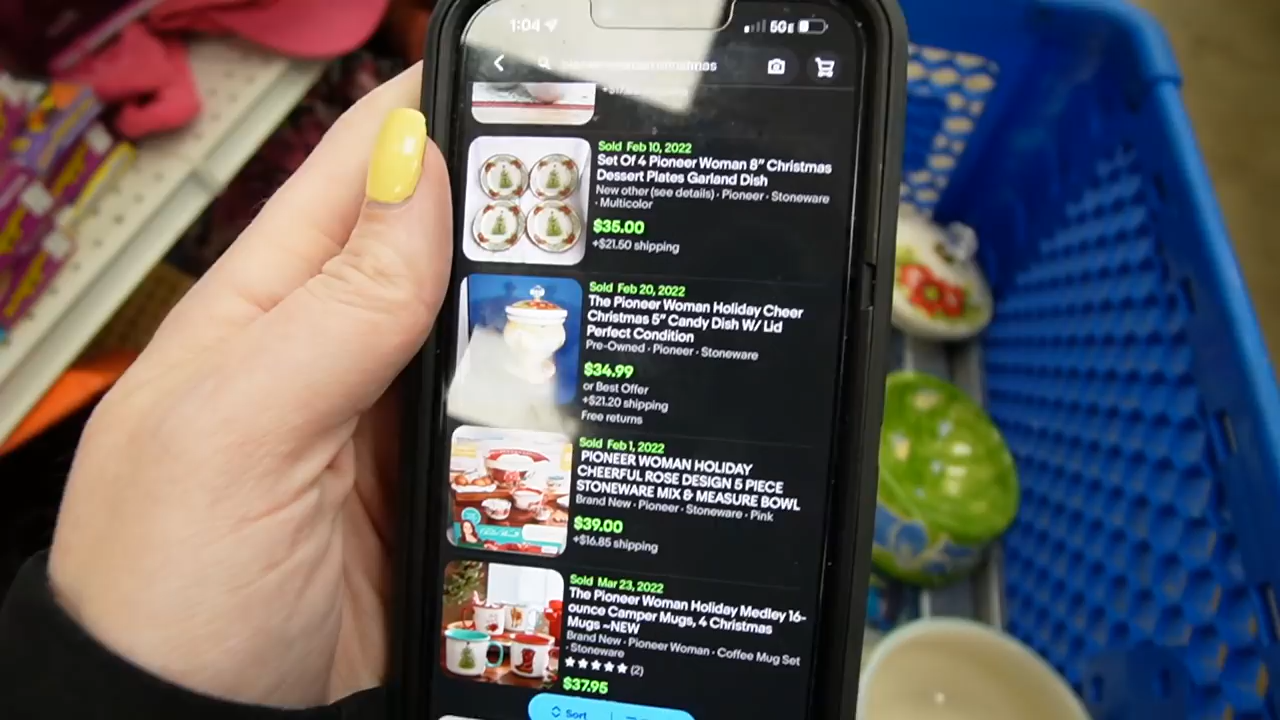 1:04
5GE
Sold Feb 10, 2022
Set Of 4 Pioneer Woman 8" Christmas
Dessert Plates Garland Dish
New other (see details) · Pioneer · Stoneware
· Multicolor
$35.00
+$21.50 shipping
Sold Feb 20, 2022
The Pioneer Woman Holiday Cheer
Christmas 5" Candy Dish W/ Lid
Perfect Condition
Pre-Owned · Pioneer · Stoneware
$34.99
or Best Offer
+$21.20 shipping
Free returns
Sold Feb 1, 2022
PIONEER WOMAN HOLIDAY
CHEERFUL ROSE DESIGN 5 PIECE
STONEWARE MIX & MEASURE BOWL
Brand New · Pioneer · Stoneware · Pink
$39.00
+$16.85 shipping
Sold Mar 23, 2022
The Pioneer Woman Holiday Medley 16-
ounce Camper Mugs, 4 Christmas
Mugs ~NEW
Brand New · Pioneer Woman · Coffee Mug Set
· Stoneware
(2)
$37.95
Sort